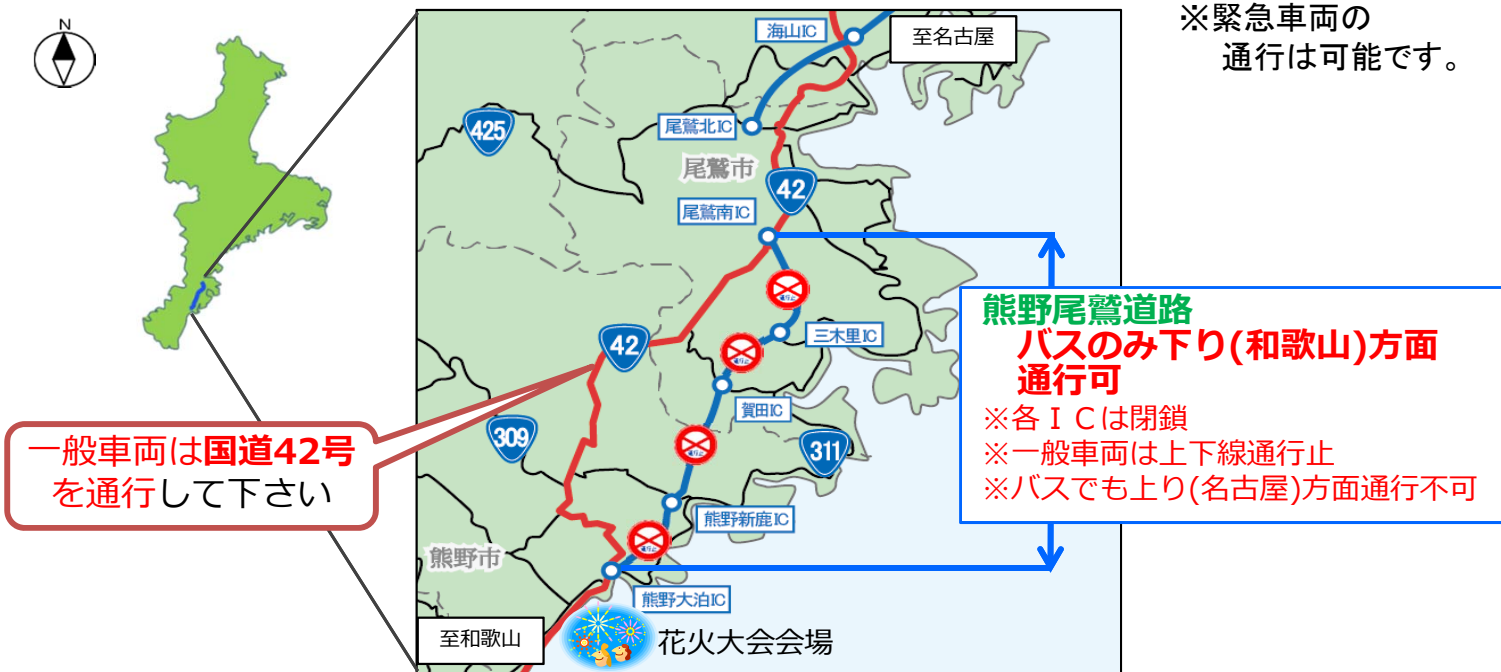 ※緊急車両の
通行は可能です。
N
海山IC
至名古屋
425
尾鷲北IC
尾鷲市
42
尾鷲南IC
熊野尾鷲道路
バスのみ下り(和歌山)方面
通行可
※各ＩＣは閉鎖
※一般車両は上下線通行止
※バスでも上り(名古屋)方面通行不可
三木里IC
42
賀田IC
一般車両は国道42号
を通行して下さい
309
311
熊野新鹿IC
熊野市
熊野大泊IC
至和歌山
花火大会会場